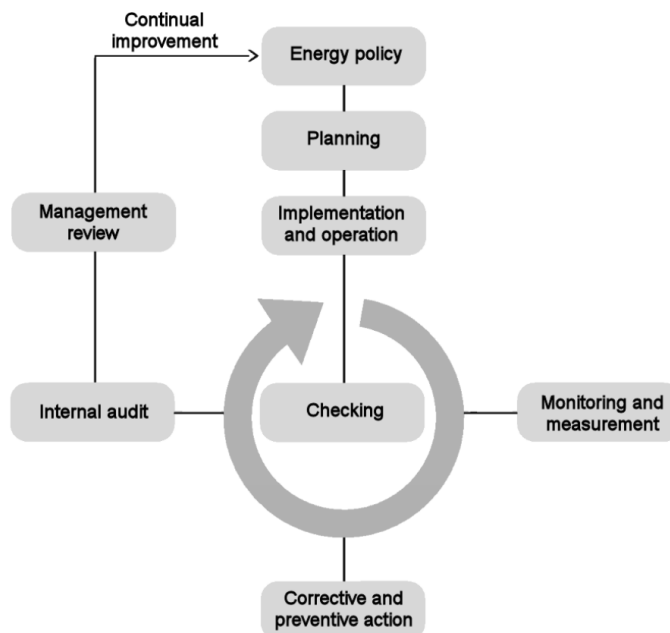 Continual
improvement
Energy policy
Planning
Management
review
Implementation
and operation
Internal audit
Checking
Monitoring and
measurement
Corrective and
preventive action